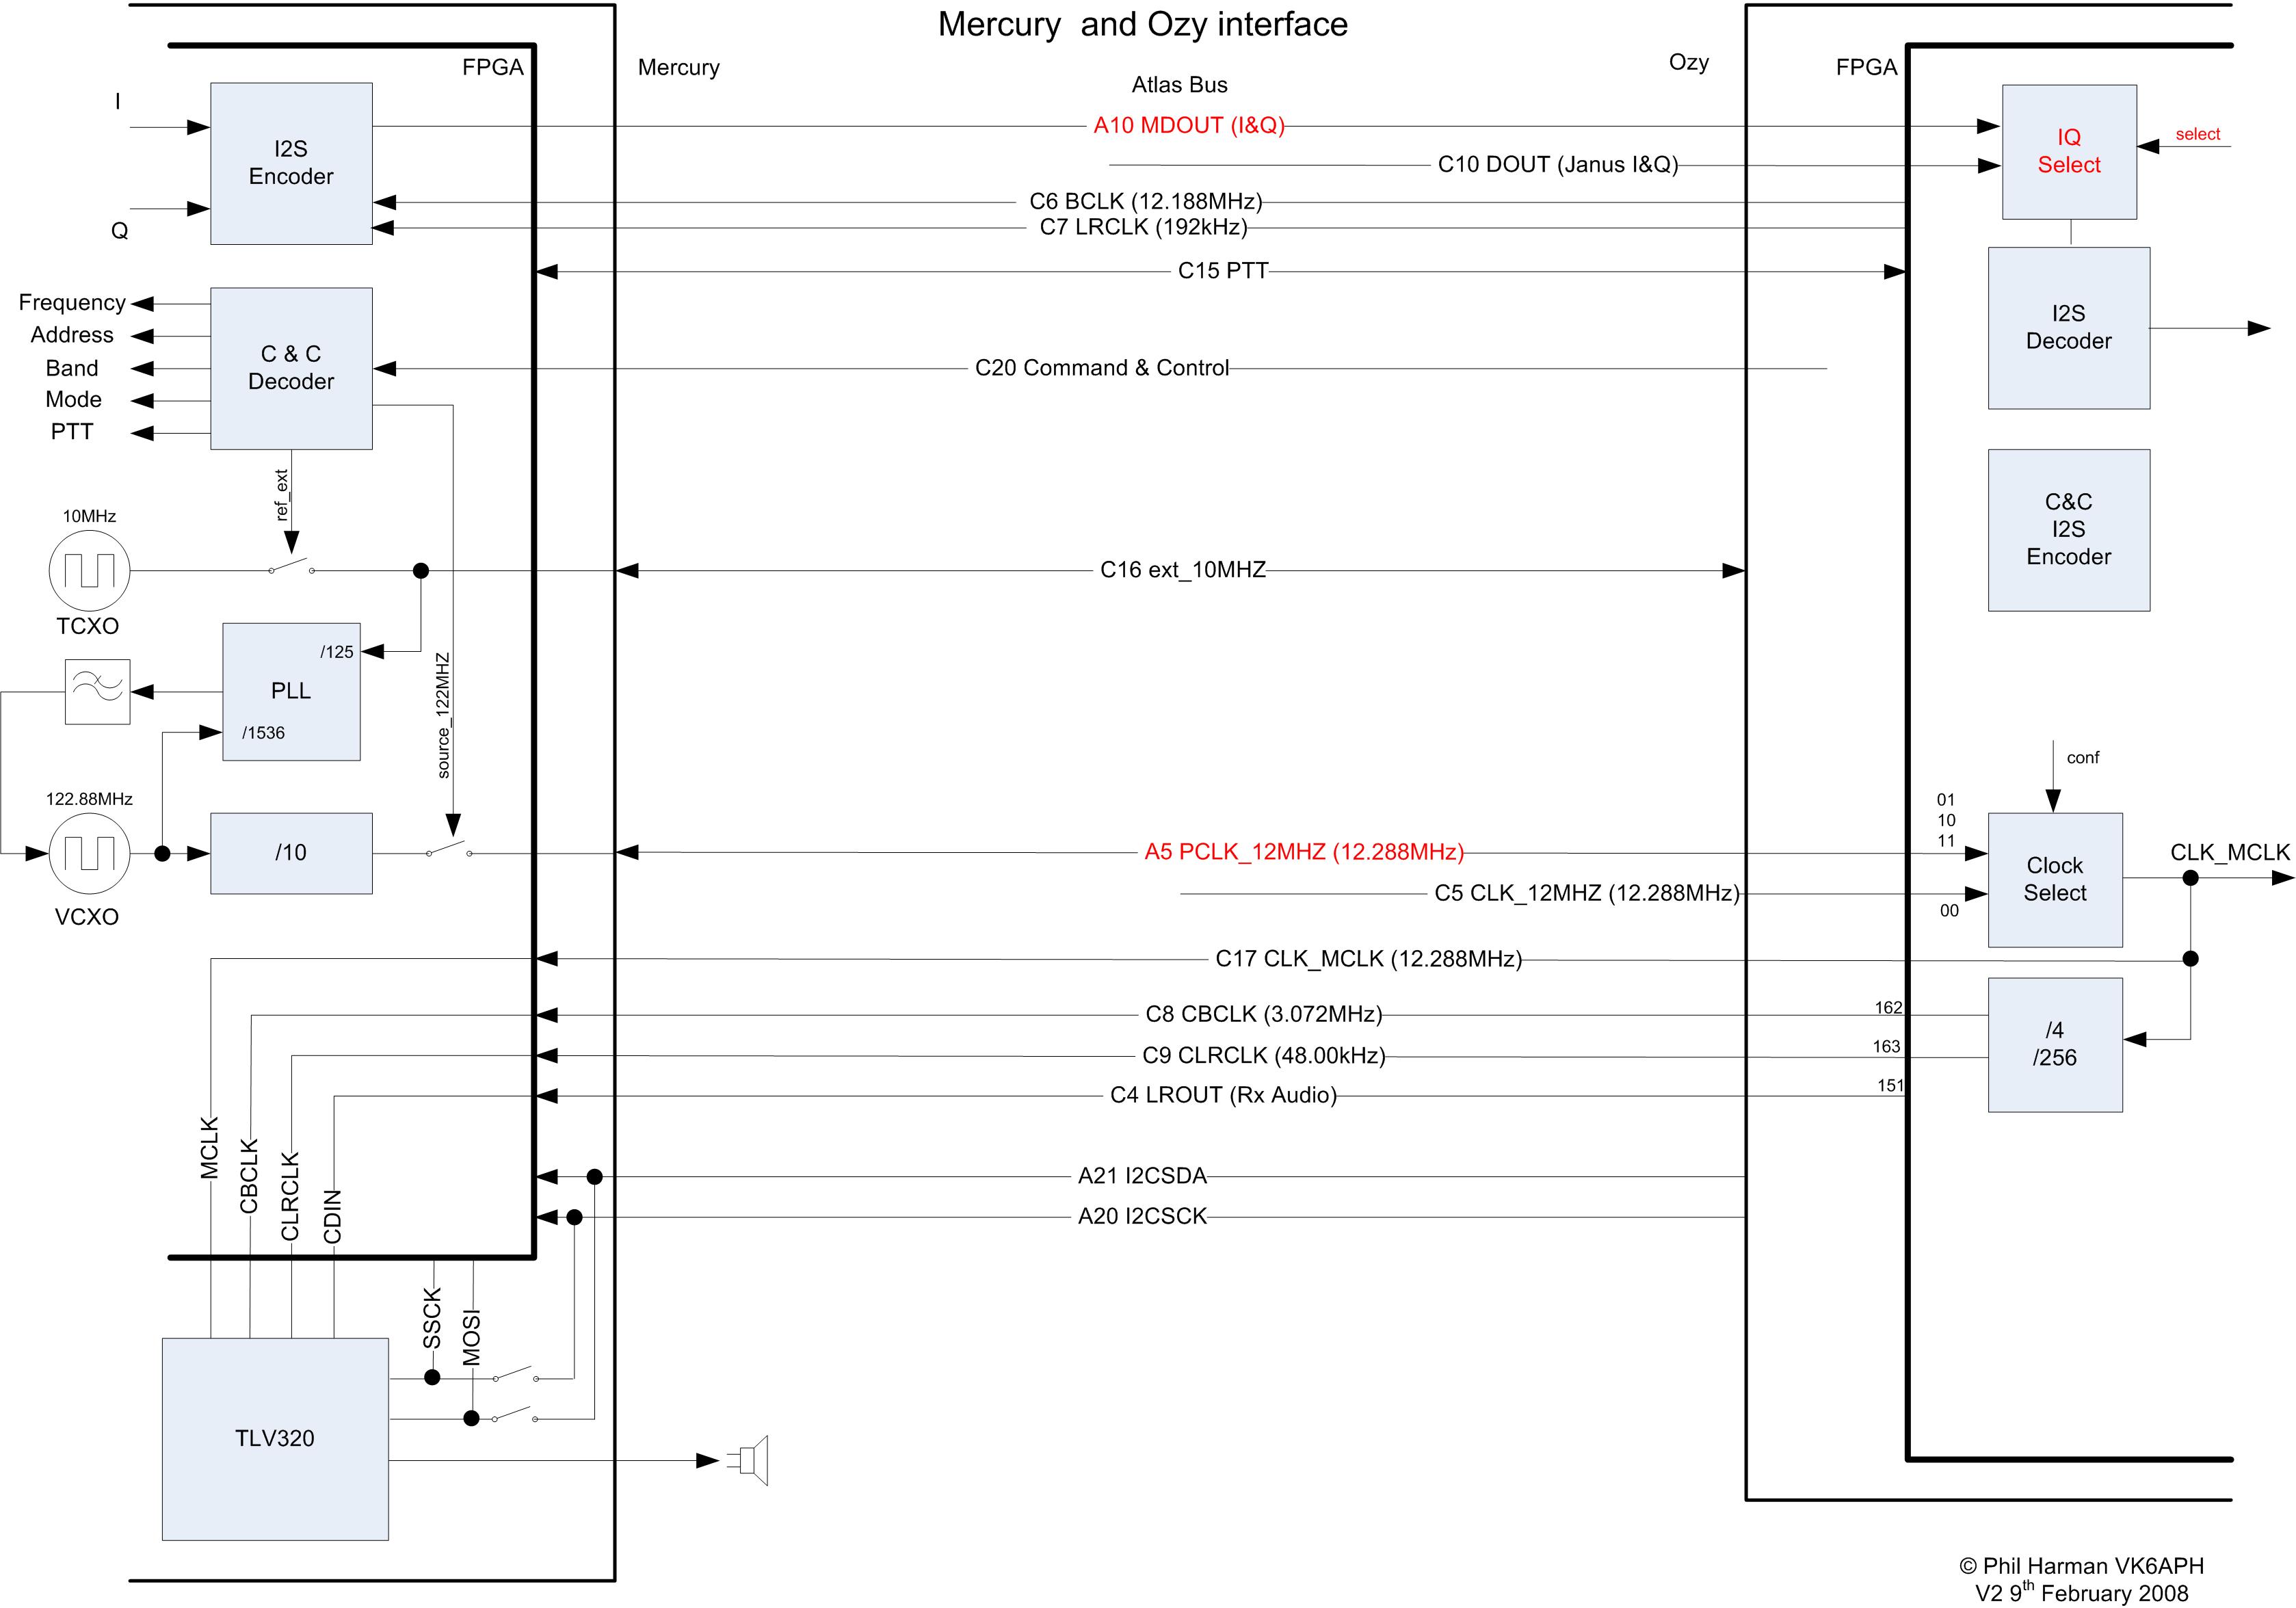 Mercury and Ozy interface
FPGA
Mercury
Atlas Bus
Ozy
FPGA
I
Q
I2S
Encoder
A10 MDOUT (I&Q)
C10 DOUT (Janus I&Q)
C6 BCLK (12.188MHz)
C7 LRCLK (192kHz)
C15 PTT
IQ
Select
select
I2S
Decoder
Frequency
Address
Band
Mode
PTT
C & C
Decoder
C20 Command & Control
ref_ext
10MHz
TCXO
C16 ext_10MHZ
C&C
I2S
Encoder
/125
PLL
/1536
source_122MHZ
122.88MHz
VCXO
/10
A5 PCLK_12MHZ (12.288MHz)
C5 CLK_12MHZ (12.288MHz)
conf
01
10
11
00
Clock
Select
CLK_MCLK
C17 CLK_MCLK (12.288MHz)
C8 CBCLK (3.072MHz)
162
C9 CLRCLK (48.00kHz)
163
C4 LROUT (Rx Audio)
151
/4
/256
A21 I2CSDA
A20 I2CSCK
MCLK
CBCLK
CLRCLK
CDIN
SSCK
MOSI
TLV320
© Phil Harman VK6APH
V2 9th February 2008